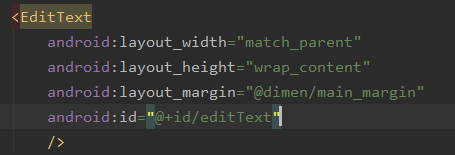 <EditText
android:layout_width="match_parent"
android:layout_height="wrap_content"
android:layout_margin="@dimen/main_margin"
android:id="@+id/editText"
/>